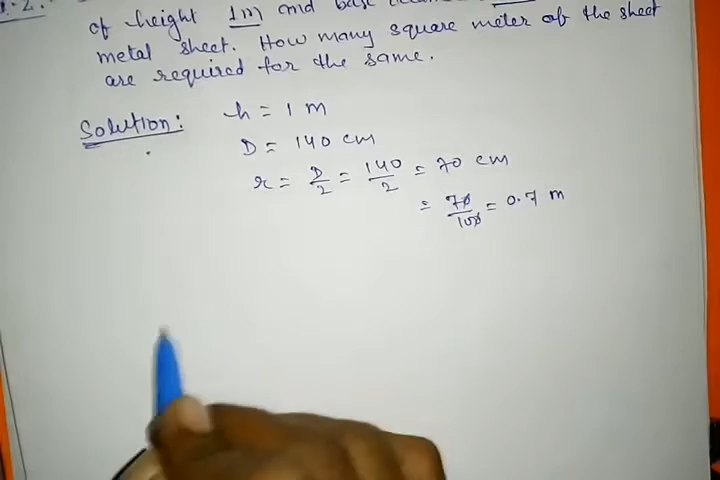 of height 1m and base
metal sheet. How many square meter of the sheet
are required for the same.
Solution: h = 1 m
D = 140 cm
r = D/2 = 140/2 = 70 cm
= 70/100 = 0.7 m